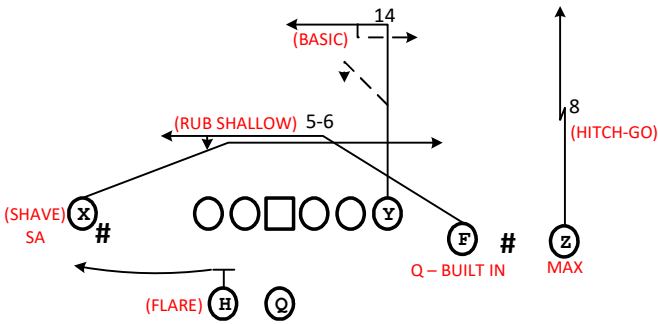 14
(BASIC)
(RUB SHALLOW) 5-6
8
(HITCH-GO)
(SHAVE) X Y
SA #
F # Z
Q – BUILT IN MAX
(FLARE) H Q